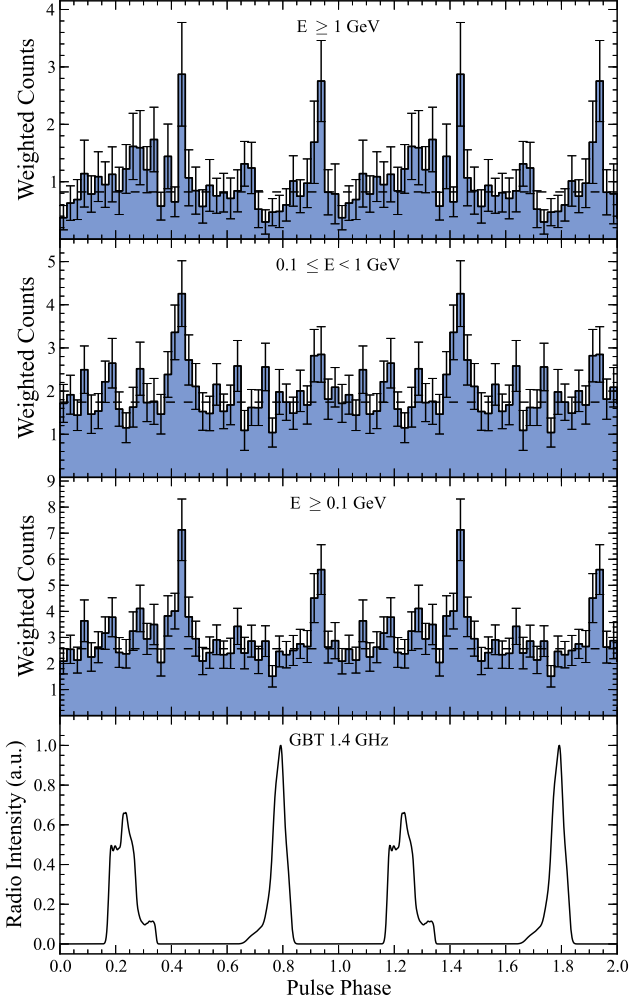 E ≥ 1 GeV
Weighted Counts
4
3
2
1
0.1 ≤ E < 1 GeV
Weighted Counts
5
4
3
2
1
E ≥ 0.1 GeV
Weighted Counts
9
8
7
6
5
4
3
2
1
GBT 1.4 GHz
Radio Intensity (a.u.)
1.0
0.8
0.6
0.4
0.2
0.0
0.0 0.2 0.4 0.6 0.8 1.0 1.2 1.4 1.6 1.8 2.0
Pulse Phase